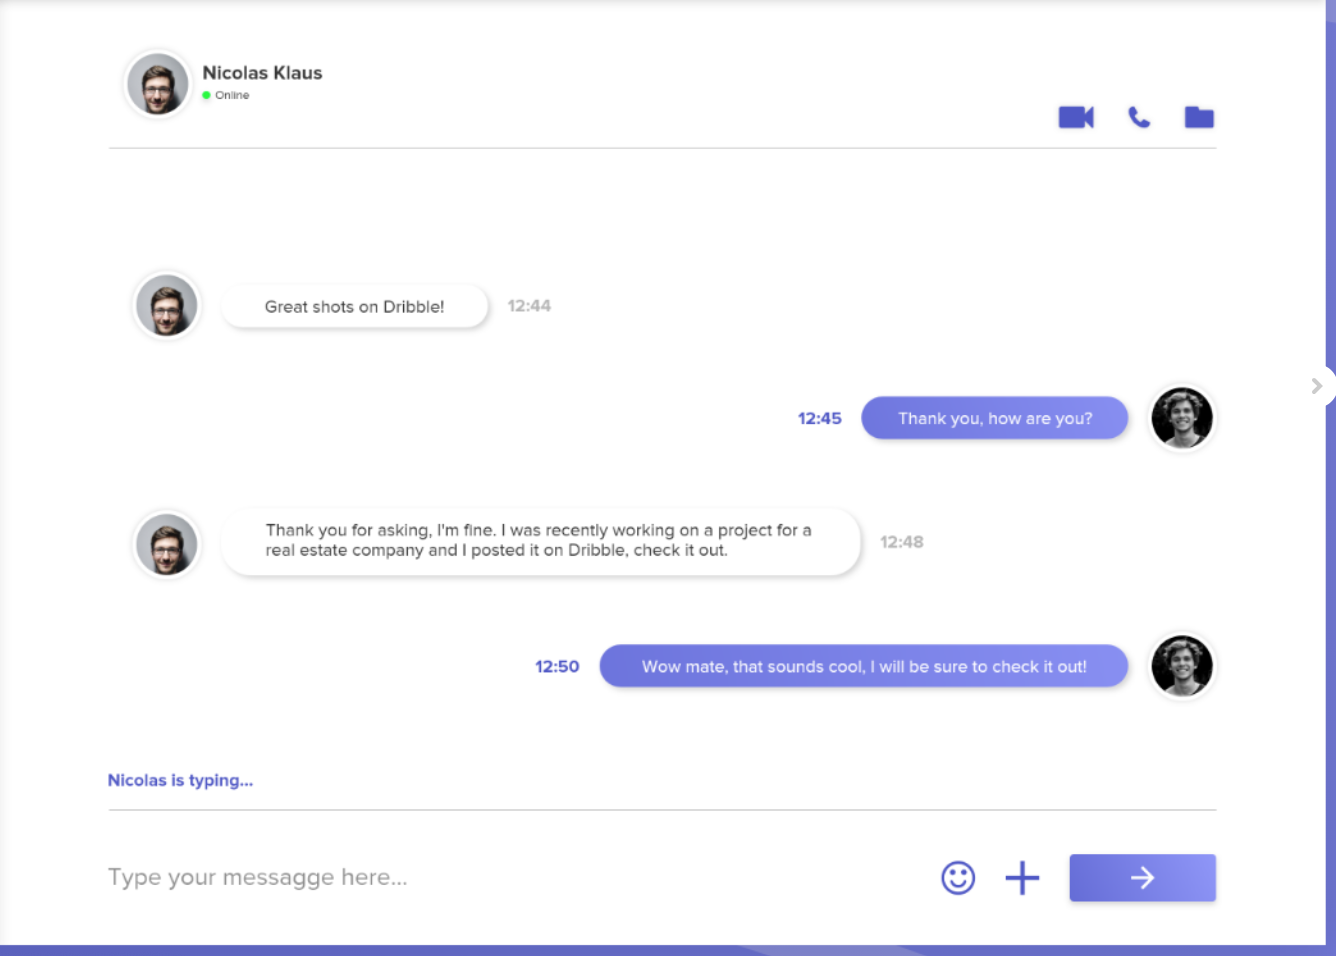 Nicolas Klaus
Online
Great shots on Dribble!
12:44
12:45
Thank you, how are you?
Thank you for asking, I'm fine. I was recently working on a project for a
real estate company and I posted it on Dribble, check it out.
12:48
12:50
Wow mate, that sounds cool, I will be sure to check it out!
Nicolas is typing...
Type your messagge here...